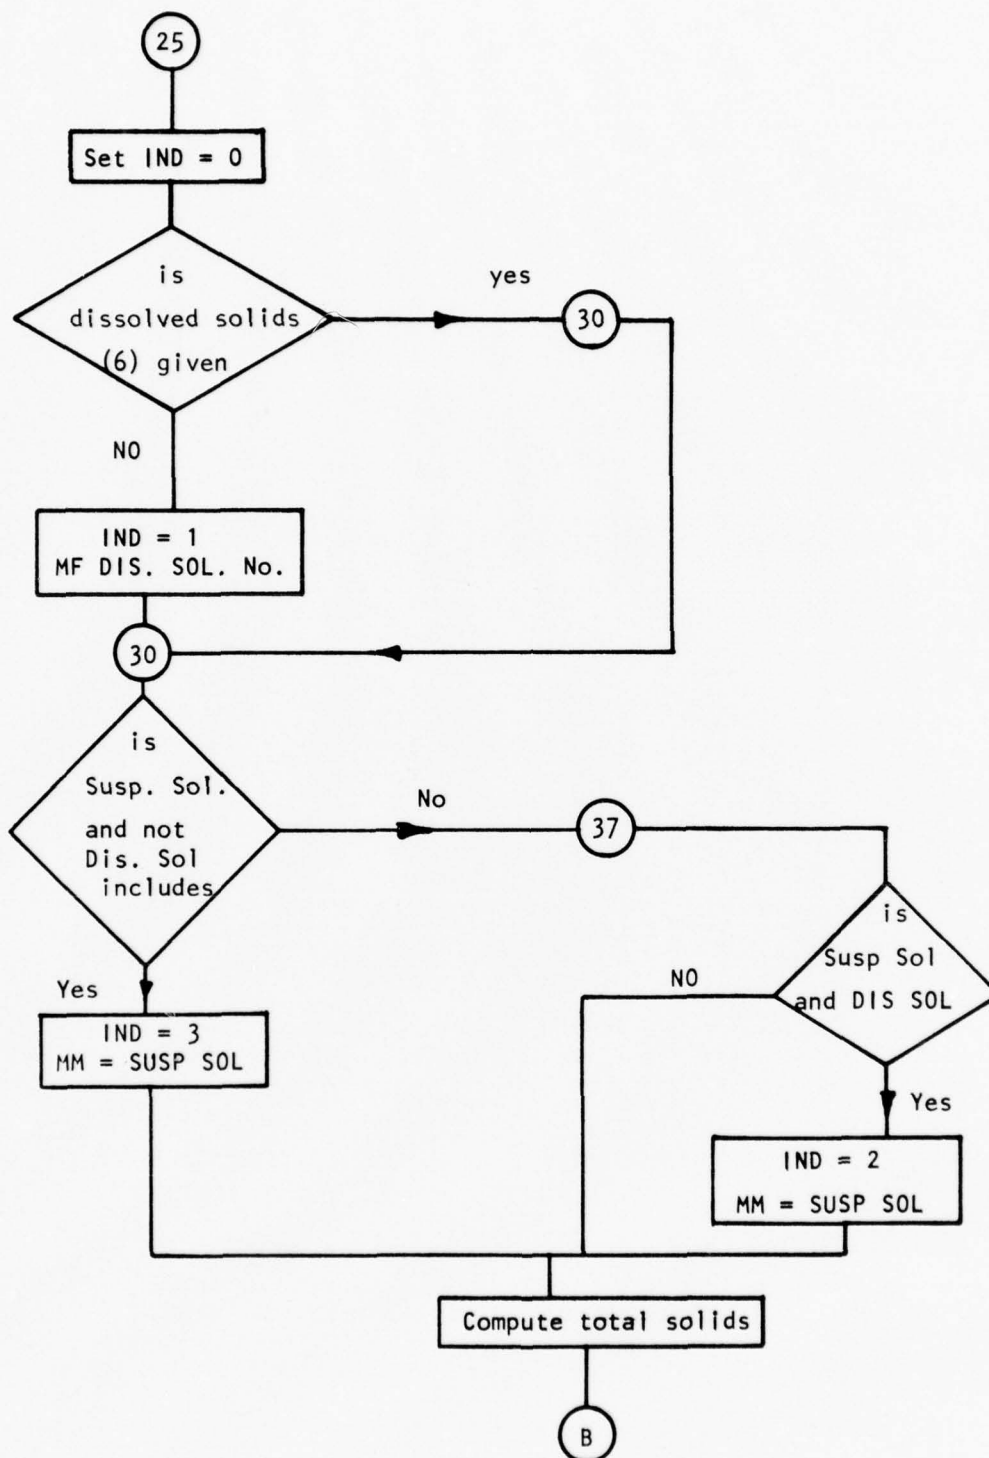 25
Set IND = 0
is
dissolved solids
(6) given
yes
30
NO
IND = 1
MF DIS. SOL. No.
30
is
Susp. Sol.
and not
Dis. Sol
includes
No
37
is
Susp Sol
and DIS SOL
NO
Yes
IND = 3
MM = SUSP SOL
Yes
IND = 2
MM = SUSP SOL
Compute total solids
B